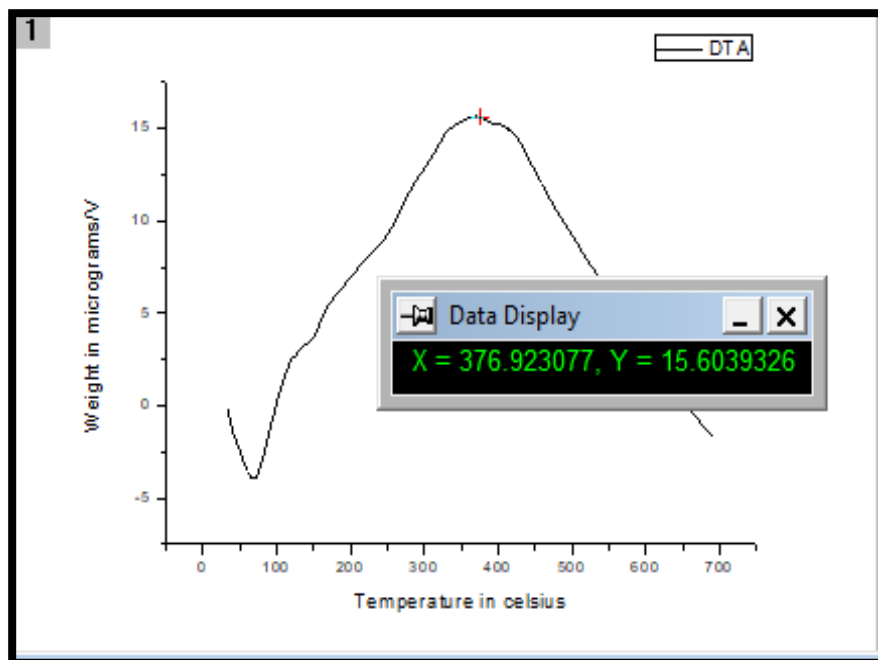 1
DTA
15
10
5
0
-5
Weight in micrograms/V
0 100 200 300 400 500 600 700
Temperature in celsius
Data Display
X = 376.923077, Y = 15.6039326